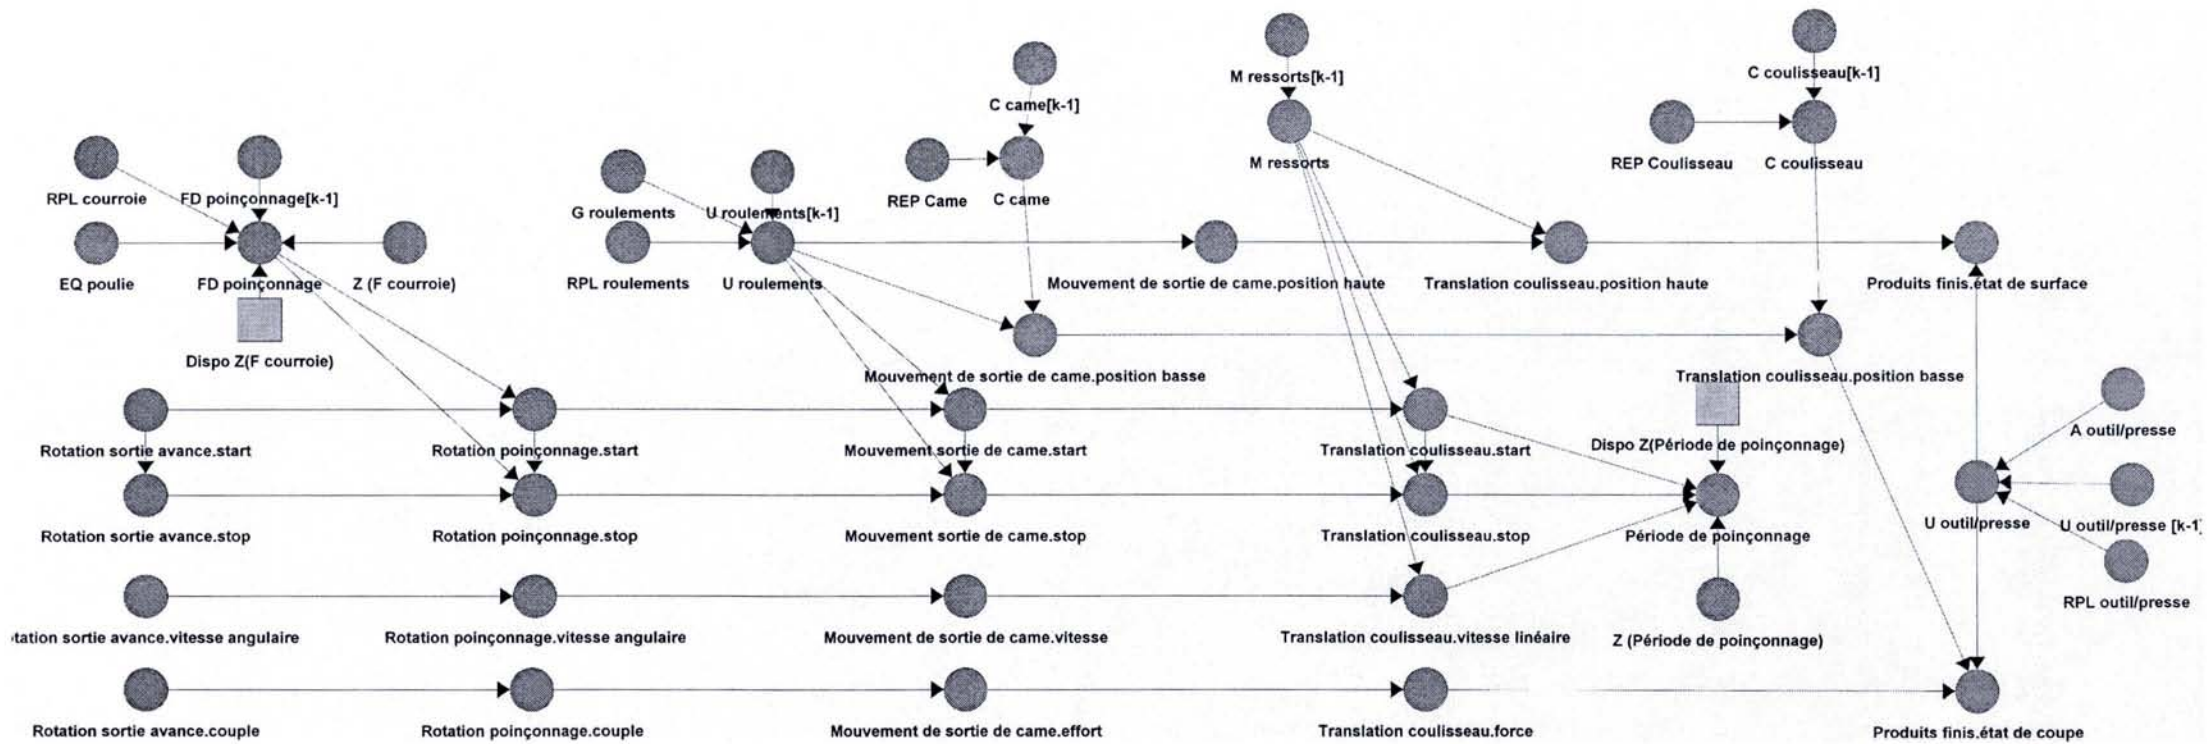 M ressorts[k-1]
C coulisseau[k-1]
C came[k-1]
M ressorts
REP Coulisseau
C coulisseau
RPL courroie
FD poinçonnage[k-1]
G roulements
U roulements[k-1]
REP Came
C came
EQ poulie
FD poinçonnage
Z (F courroie)
RPL roulements
U roulements
Mouvement de sortie de came.position haute
Translation coulisseau.position haute
Produits finis.état de surface
Dispo Z(F courroie)
Mouvement de sortie de came.position basse
Translation coulisseau.position basse
A outil/presse
Rotation sortie avance.start
Rotation poinçonnage.start
Mouvement sortie de came.start
Translation coulisseau.start
Dispo Z(Période de poinçonnage)
U outil/presse
U outil/presse [k-1]
Rotation sortie avance.stop
Rotation poinçonnage.stop
Mouvement sortie de came.stop
Translation coulisseau.stop
Période de poinçonnage
RPL outil/presse
tation sortie avance.vitesse angulaire
Rotation poinçonnage.vitesse angulaire
Mouvement de sortie de came.vitesse
Translation coulisseau.vitesse linéaire
Z (Période de poinçonnage)
Rotation sortie avance.couple
Rotation poinçonnage.couple
Mouvement de sortie de came.effort
Translation coulisseau.force
Produits finis.état de coupe